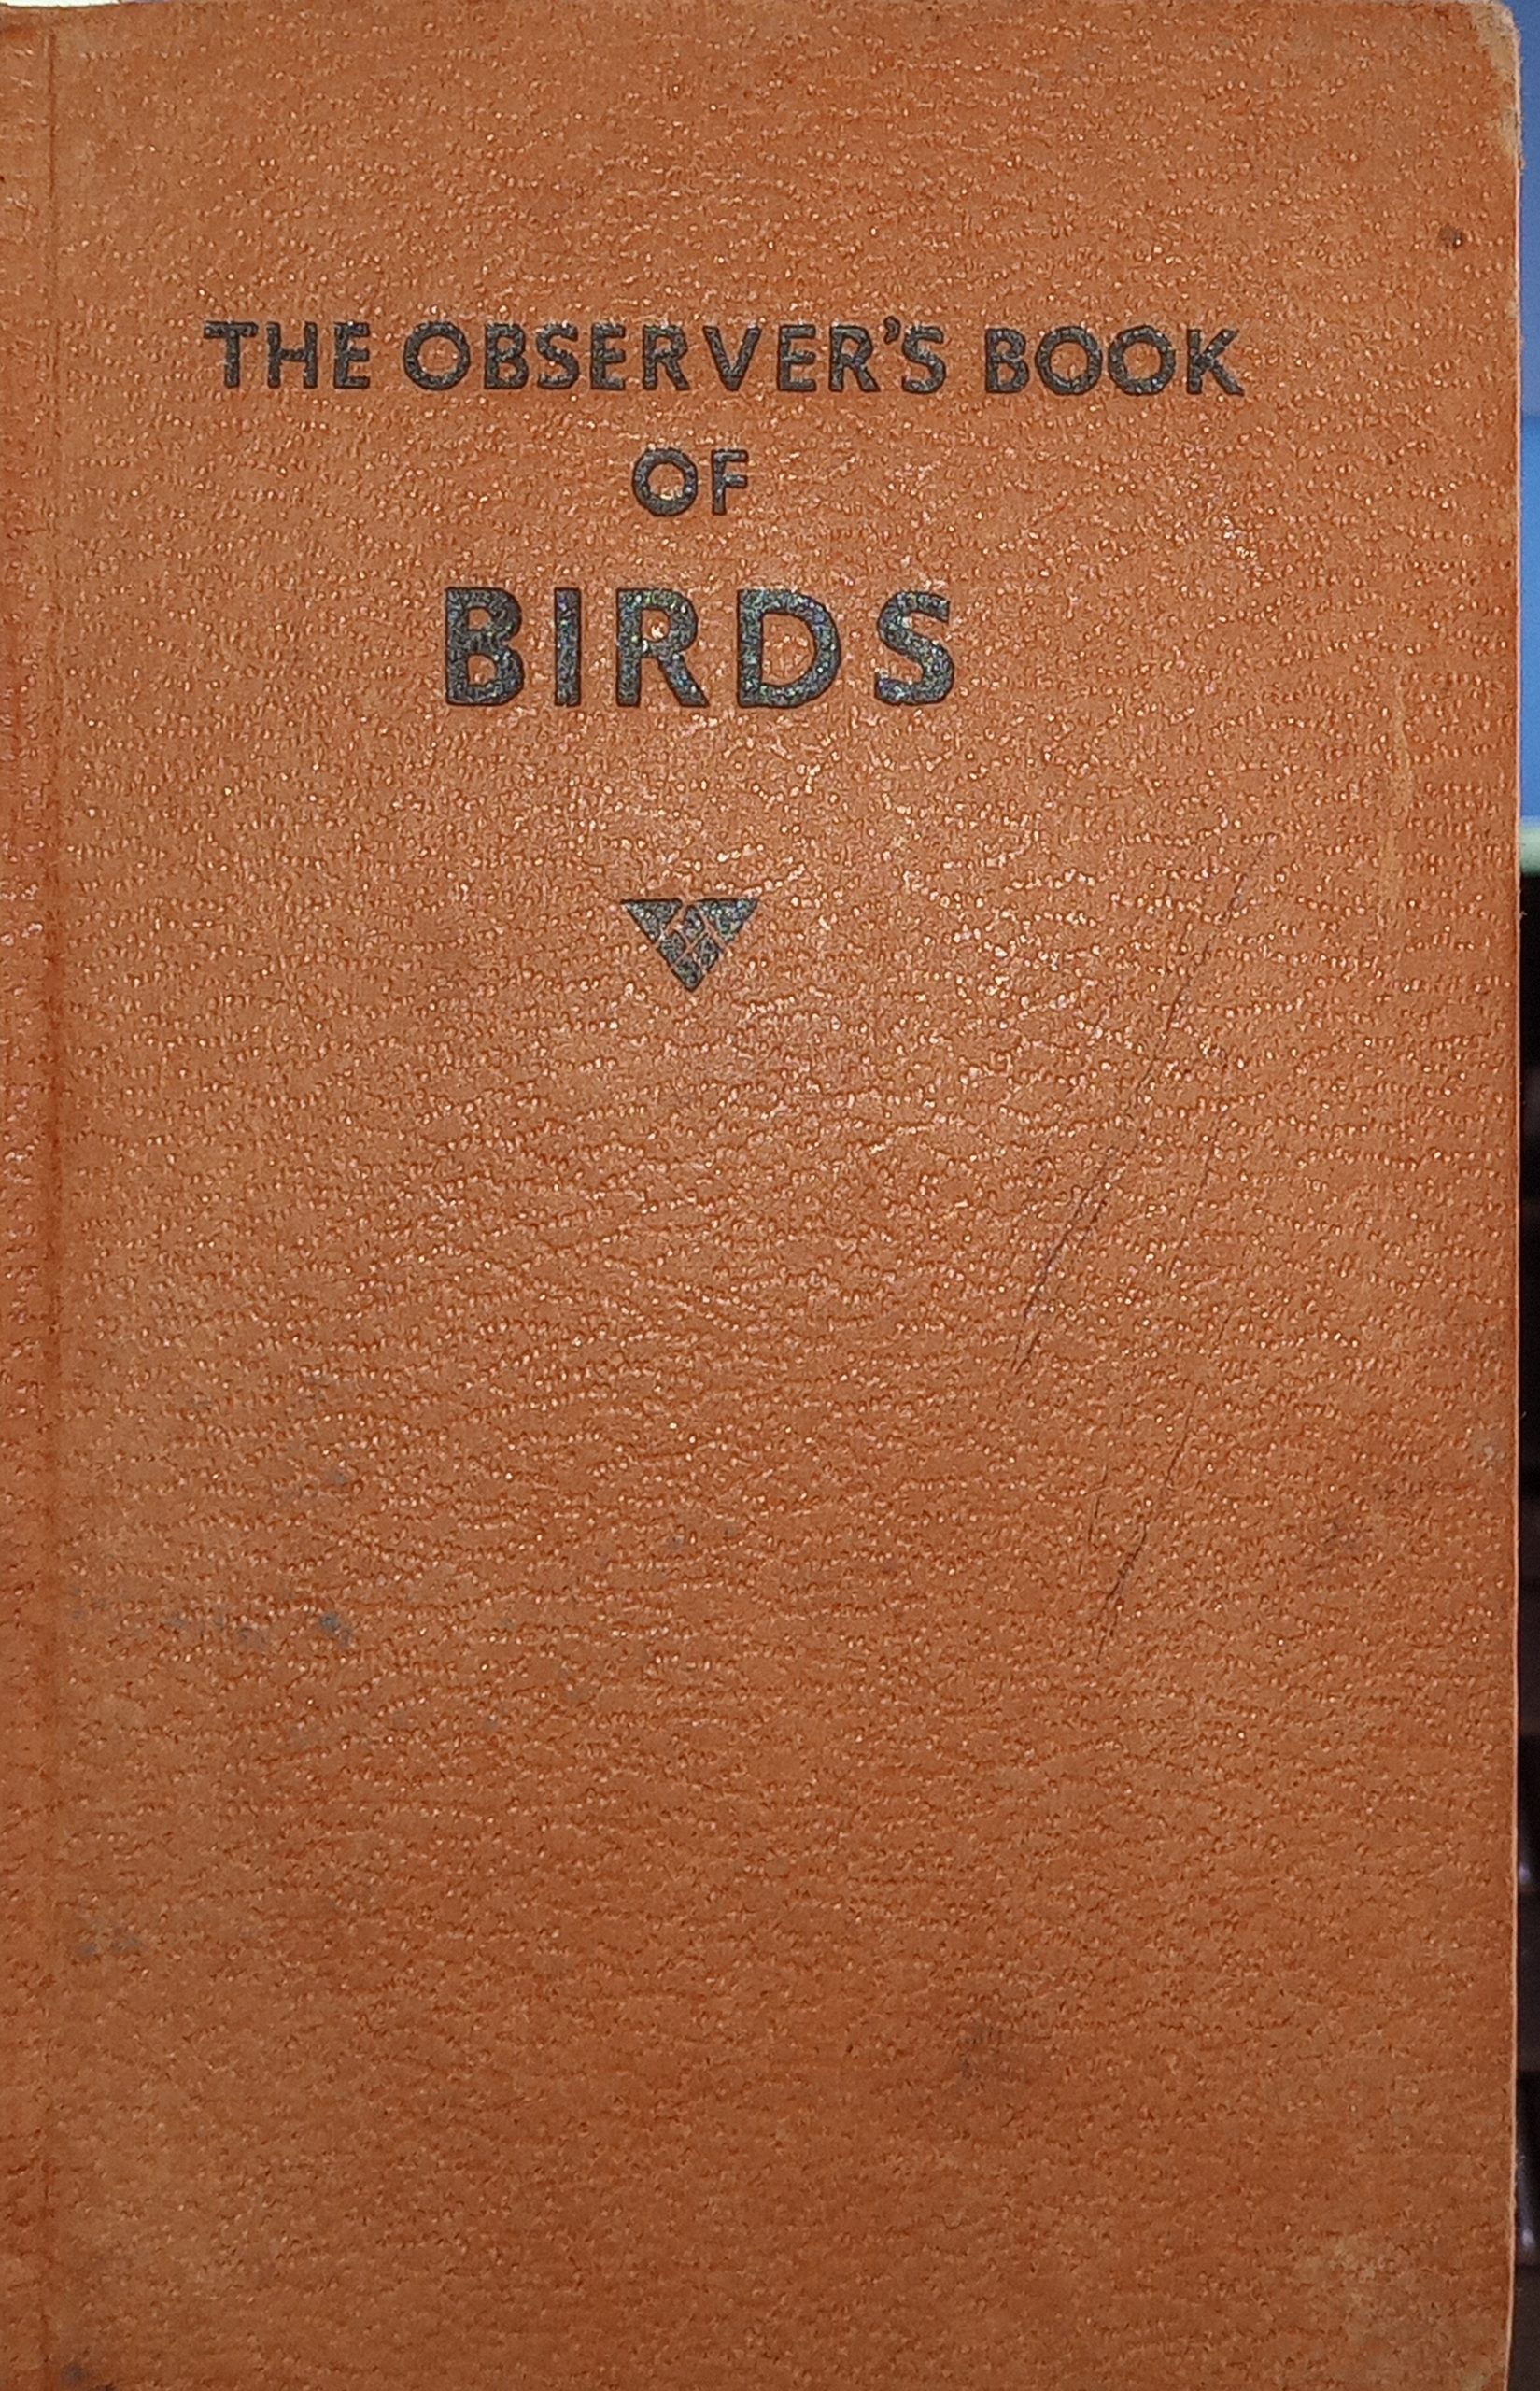 THE OBSERVER'S BOOK
OF
BIRDS